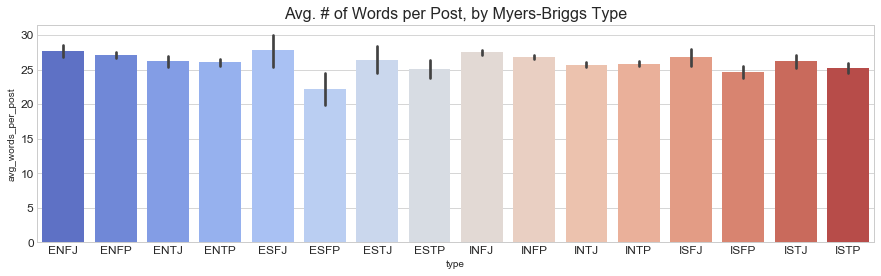 Avg. # of Words per Post, by Myers-Briggs Type
30
25
20
15
10
5
0
avg_words_per_post
ENFJ ENFP ENTJ ENTP ESFJ ESFP ESTJ ESTP INFJ INFP INTJ INTP ISFJ ISFP ISTJ ISTP
type